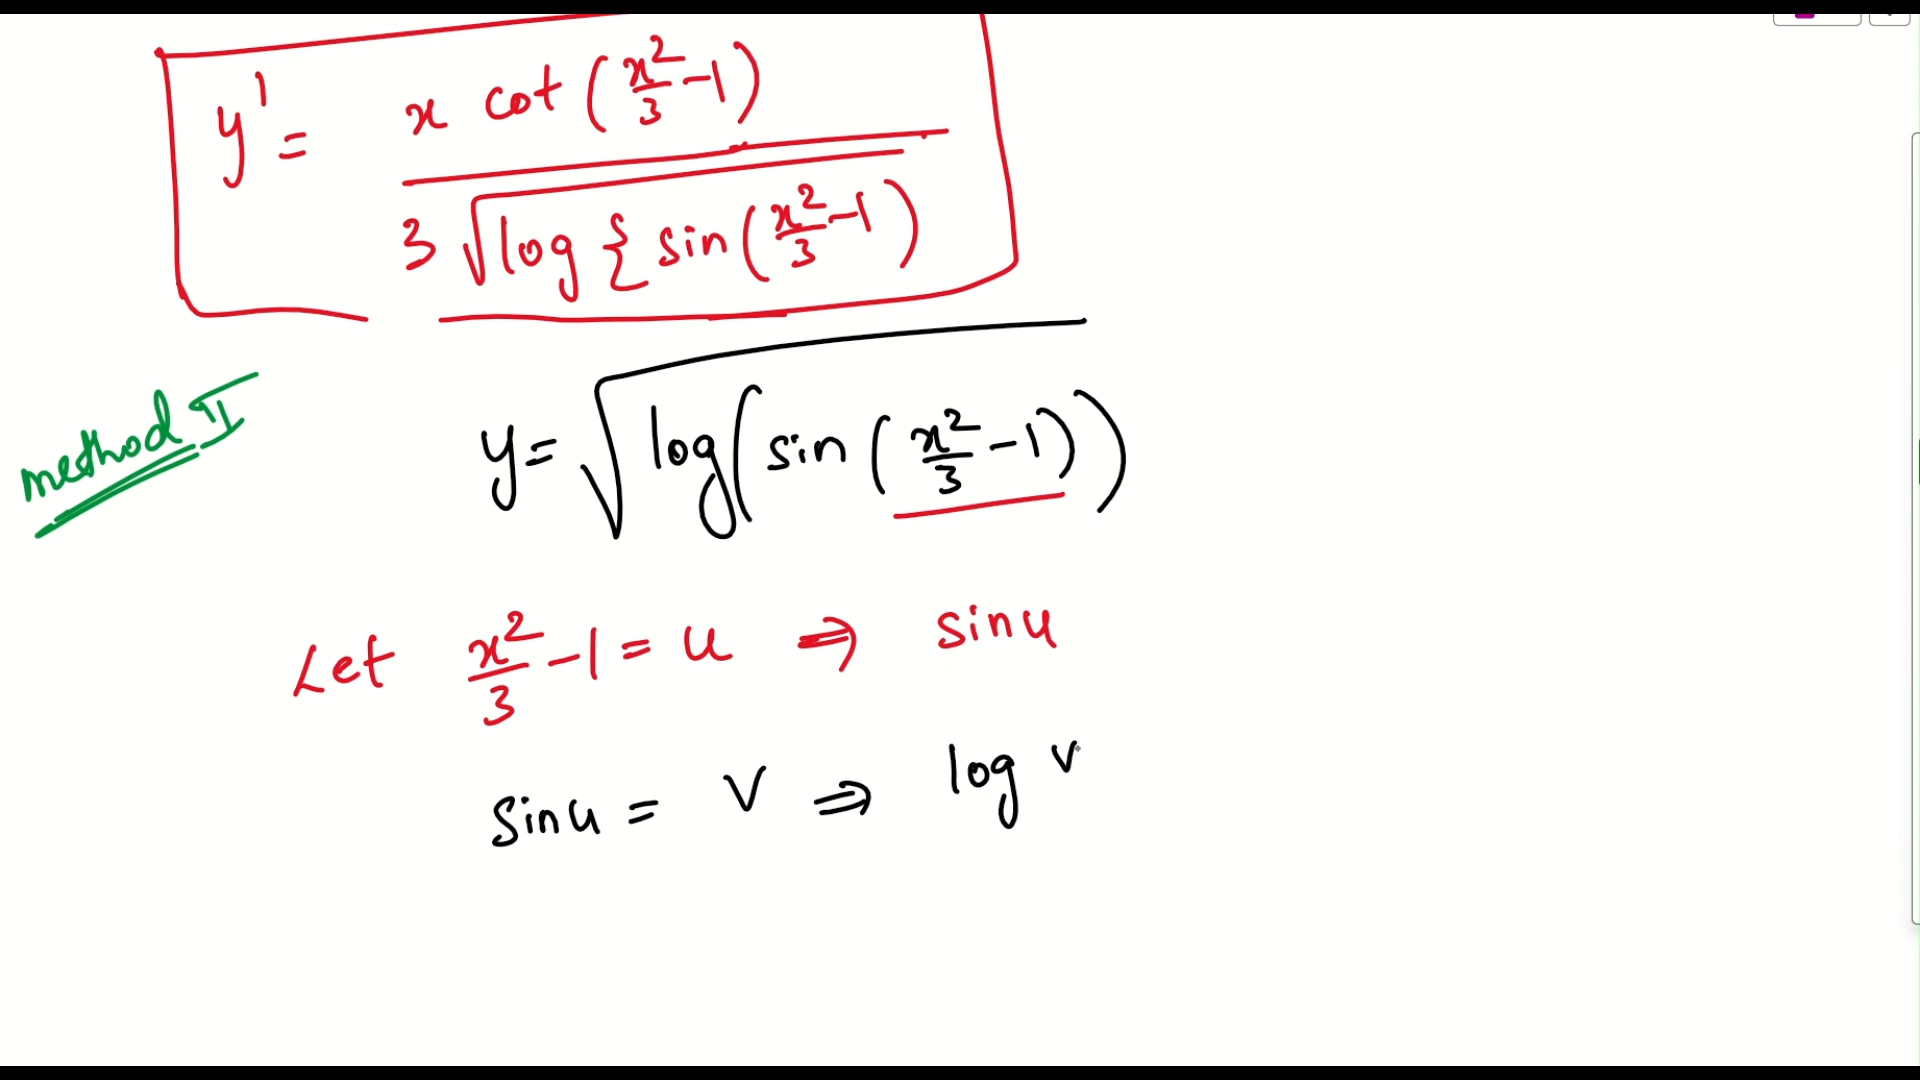 y' = x cot (x²/3 - 1) / 3 √log { sin (x²/3 - 1)
method II
y = √log (sin (x²/3 - 1))
Let x²/3 - 1 = u ⇒ sin u
sin u = v ⇒ log v